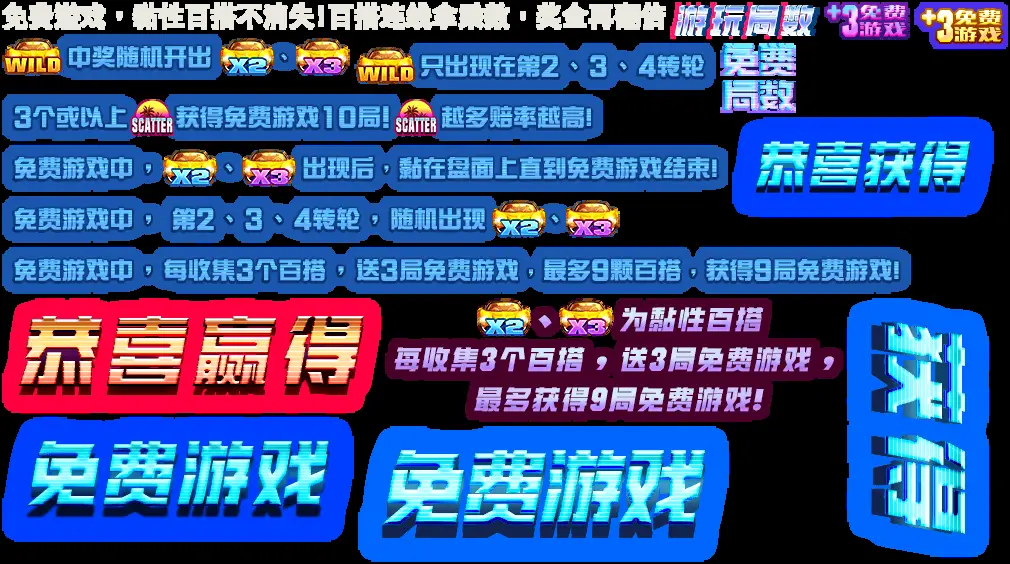 免费游戏，黏性百搭不消失!百搭连线拿乘数，奖金再翻倍
游玩局数
+3免费游戏
+3免费游戏
WILD 中奖随机开出 X2、X3
WILD 只出现在第2、3、4转轮
免费
局数
3个或以上 SCATTER 获得免费游戏10局! SCATTER 越多赔率越高!
恭喜获得
免费游戏中，X2、X3 出现后，黏在盘面上直到免费游戏结束!
免费游戏中，第2、3、4转轮，随机出现 X2、X3
免费游戏中，每收集3个百搭，送3局免费游戏，最多9颗百搭，获得9局免费游戏!
恭喜赢得
X2、X3 为黏性百搭
每收集3个百搭，送3局免费游戏，
最多获得9局免费游戏!
获得
免费游戏
免费游戏